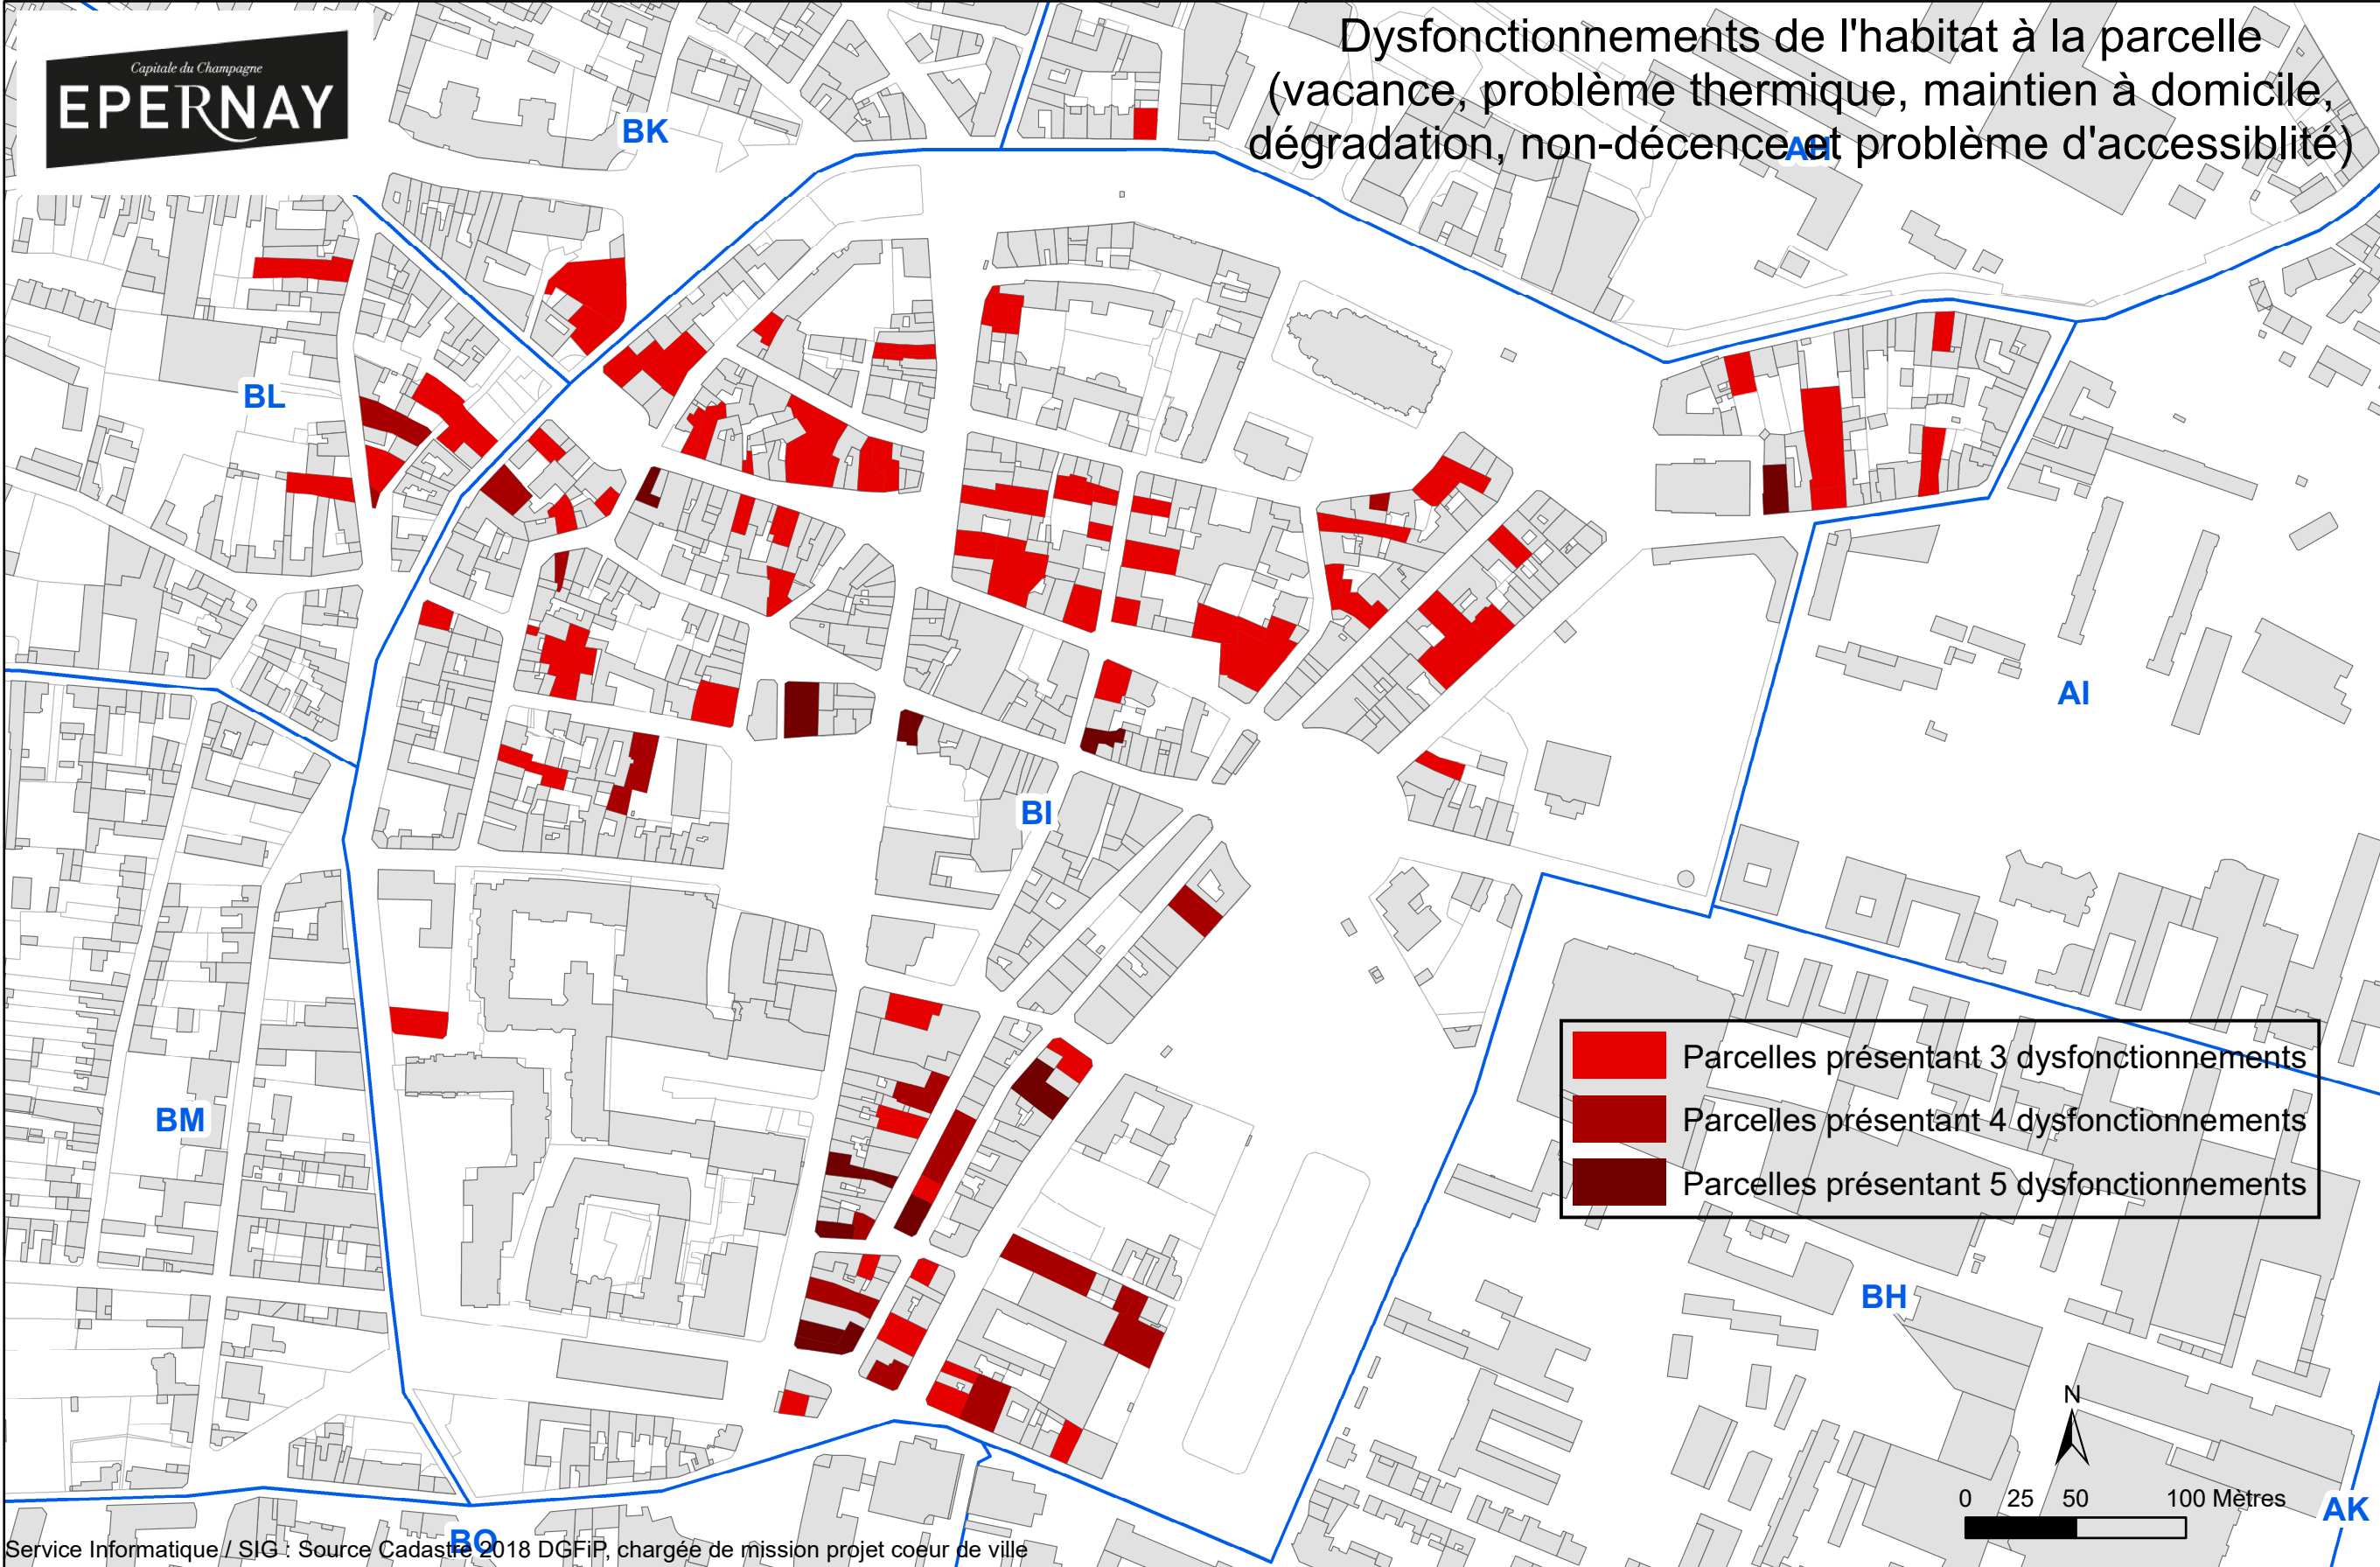 Capitale du Champagne
EPERNAY
Dysfonctionnements de l'habitat à la parcelle
(vacance, problème thermique, maintien à domicile,
dégradation, non-décence et problème d'accessiblité)
BK
AH
BL
AI
BI
BM
Parcelles présentant 3 dysfonctionnements
Parcelles présentant 4 dysfonctionnements
Parcelles présentant 5 dysfonctionnements
BH
N
0 25 50 100 Mètres
AK
BO
Service Informatique / SIG : Source Cadastre 2018 DGFiP, chargée de mission projet coeur de ville